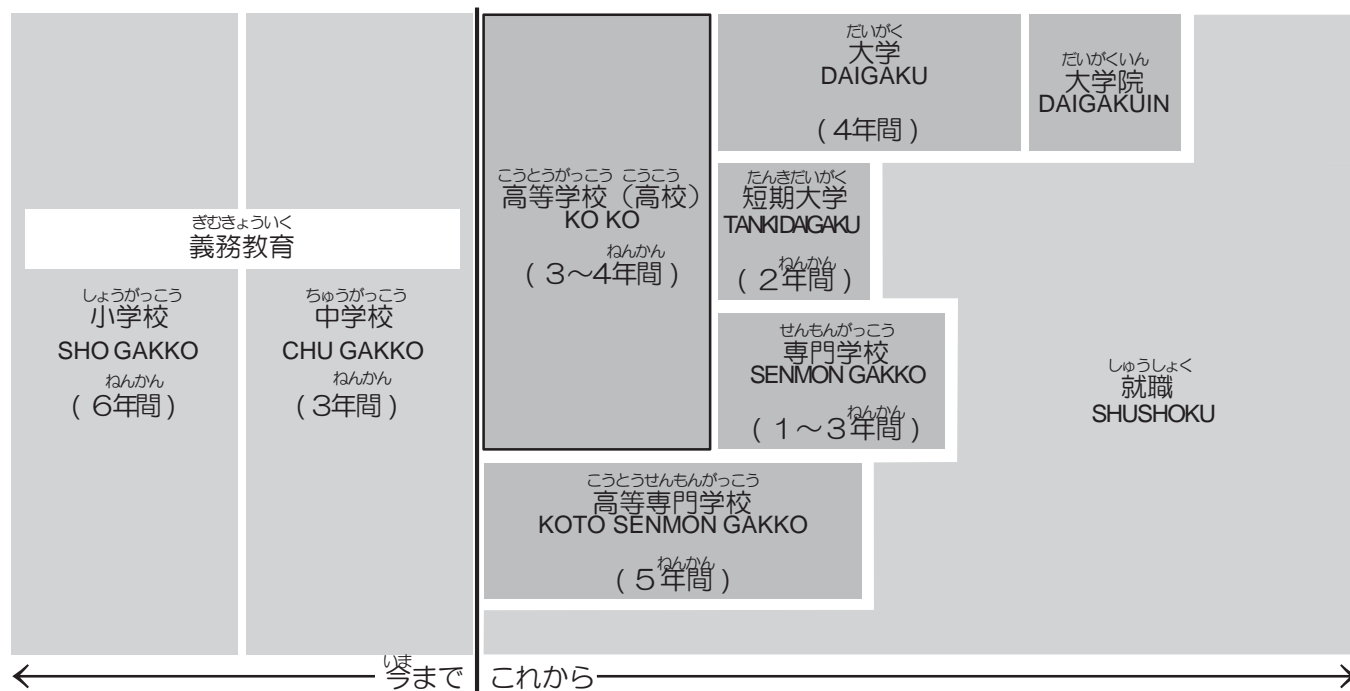 ぎむきょういく
義務教育
しょうがっこう
小学校
SHO GAKKO
ねんかん
( 6年間 )
ちゅうがっこう
中学校
CHU GAKKO
ねんかん
( 3年間 )
こうとうがっこう こうこう
高等学校（高校）
KO KO
ねんかん
( 3～4年間 )
だいがく
大学
DAIGAKU
( 4年間 )
だいがくいん
大学院
DAIGAKUIN
たんきだいがく
短期大学
TANKI DAIGAKU
ねんかん
( 2年間 )
せんもんがっこう
専門学校
SENMON GAKKO
ねんかん
( 1～3年間 )
こうとうせんもんがっこう
高等専門学校
KOTO SENMON GAKKO
ねんかん
( 5年間 )
しゅうしょく
就職
SHUSHOKU
いま
今まで
これから